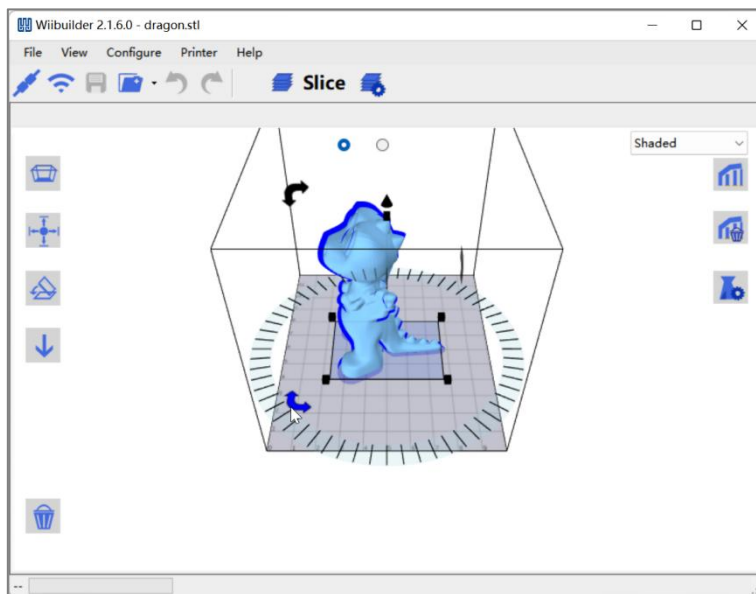 Wiibuilder 2.1.6.0 - dragon.stl
File View Configure Printer Help
Slice
Shaded
--